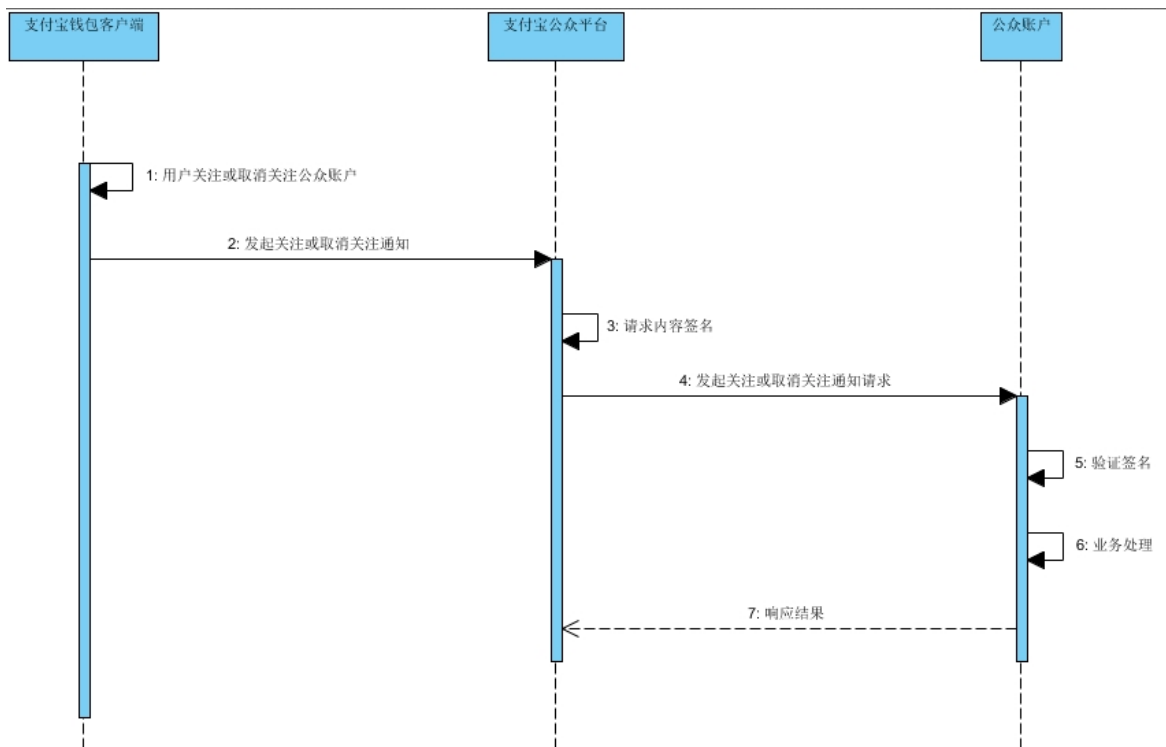 支付宝钱包客户端
支付宝公众平台
公众账户
1: 用户关注或取消关注公众账户
2: 发起关注或取消关注通知
3: 请求内容签名
4: 发起关注或取消关注通知请求
5: 验证签名
6: 业务处理
7: 响应结果